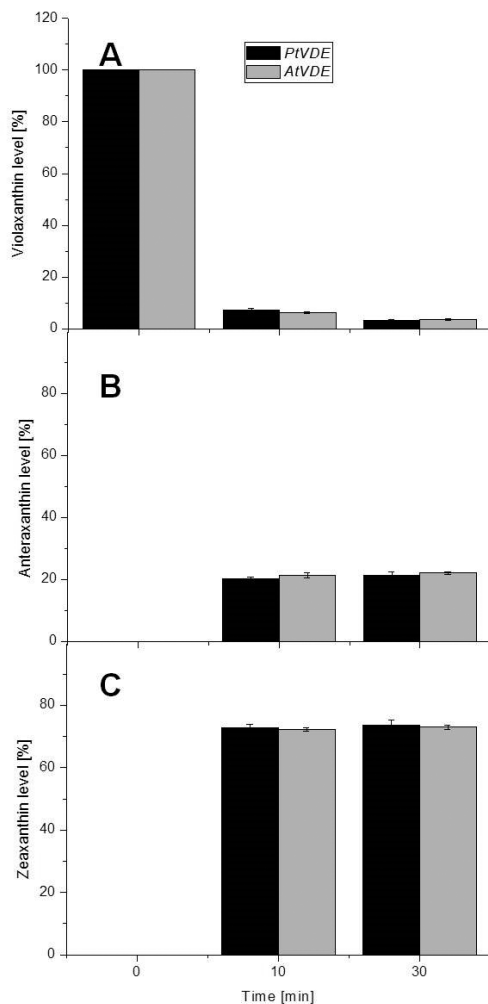 120
A
PtVDE
AtVDE
100
80
60
40
20
0
Violaxanthin level [%]
B
80
60
40
20
0
Anteraxanthin level [%]
C
80
60
40
20
0
Zeaxanthin level [%]
0 10 30
Time [min]